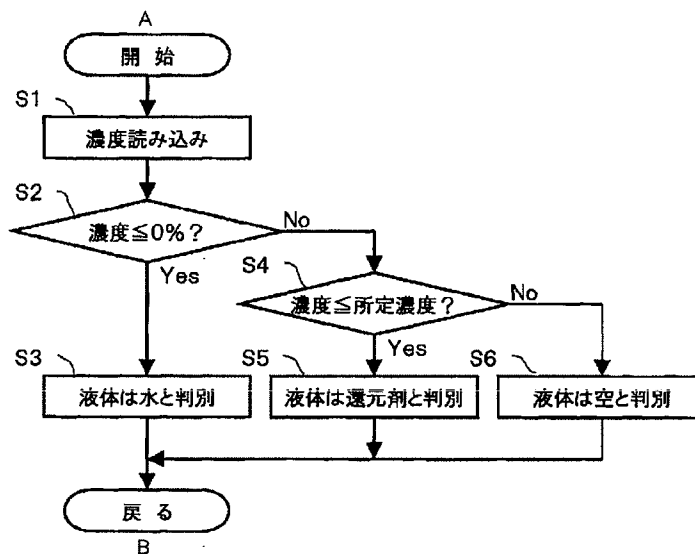 A
開 始
S1
濃度読み込み
S2
濃度≦0%?
No
Yes
S4
濃度≦所定濃度?
No
Yes
S3
液体は水と判別
S5
液体は還元剤と判別
S6
液体は空と判別
戻 る
B